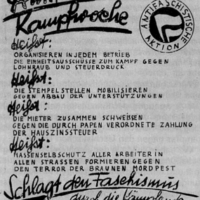 Kampfwoche
ANTIFASCHISTISCHE
AKTION
Heißt:
ORGANISIEREN IN JEDEM BETRIEB
DIE EINHEITSAUSSCHÜSSE ZUM KAMPF GEGEN
LOHNRAUB UND STEUERDRUCK
Heißt:
DIE STEMPELSTELLEN MOBILISIEREN
GEGEN ABBAU DER UNTERSTÜTZUNGEN
Heißt:
DIE MIETER ZUSAMMEN
GEGEN DIE DURCH PAPEN VERORDNETE ZAHLUNG
DER HAUSZINSSTEUER
Heißt:
MASSENSELBSTSCHUTZ ALLER ARBEITER IN
ALLEN STRASSEN FORMIEREN GEGEN
DEN TERROR DER BRAUNEN MORDPEST
Schlagt den Faschismus
durch die